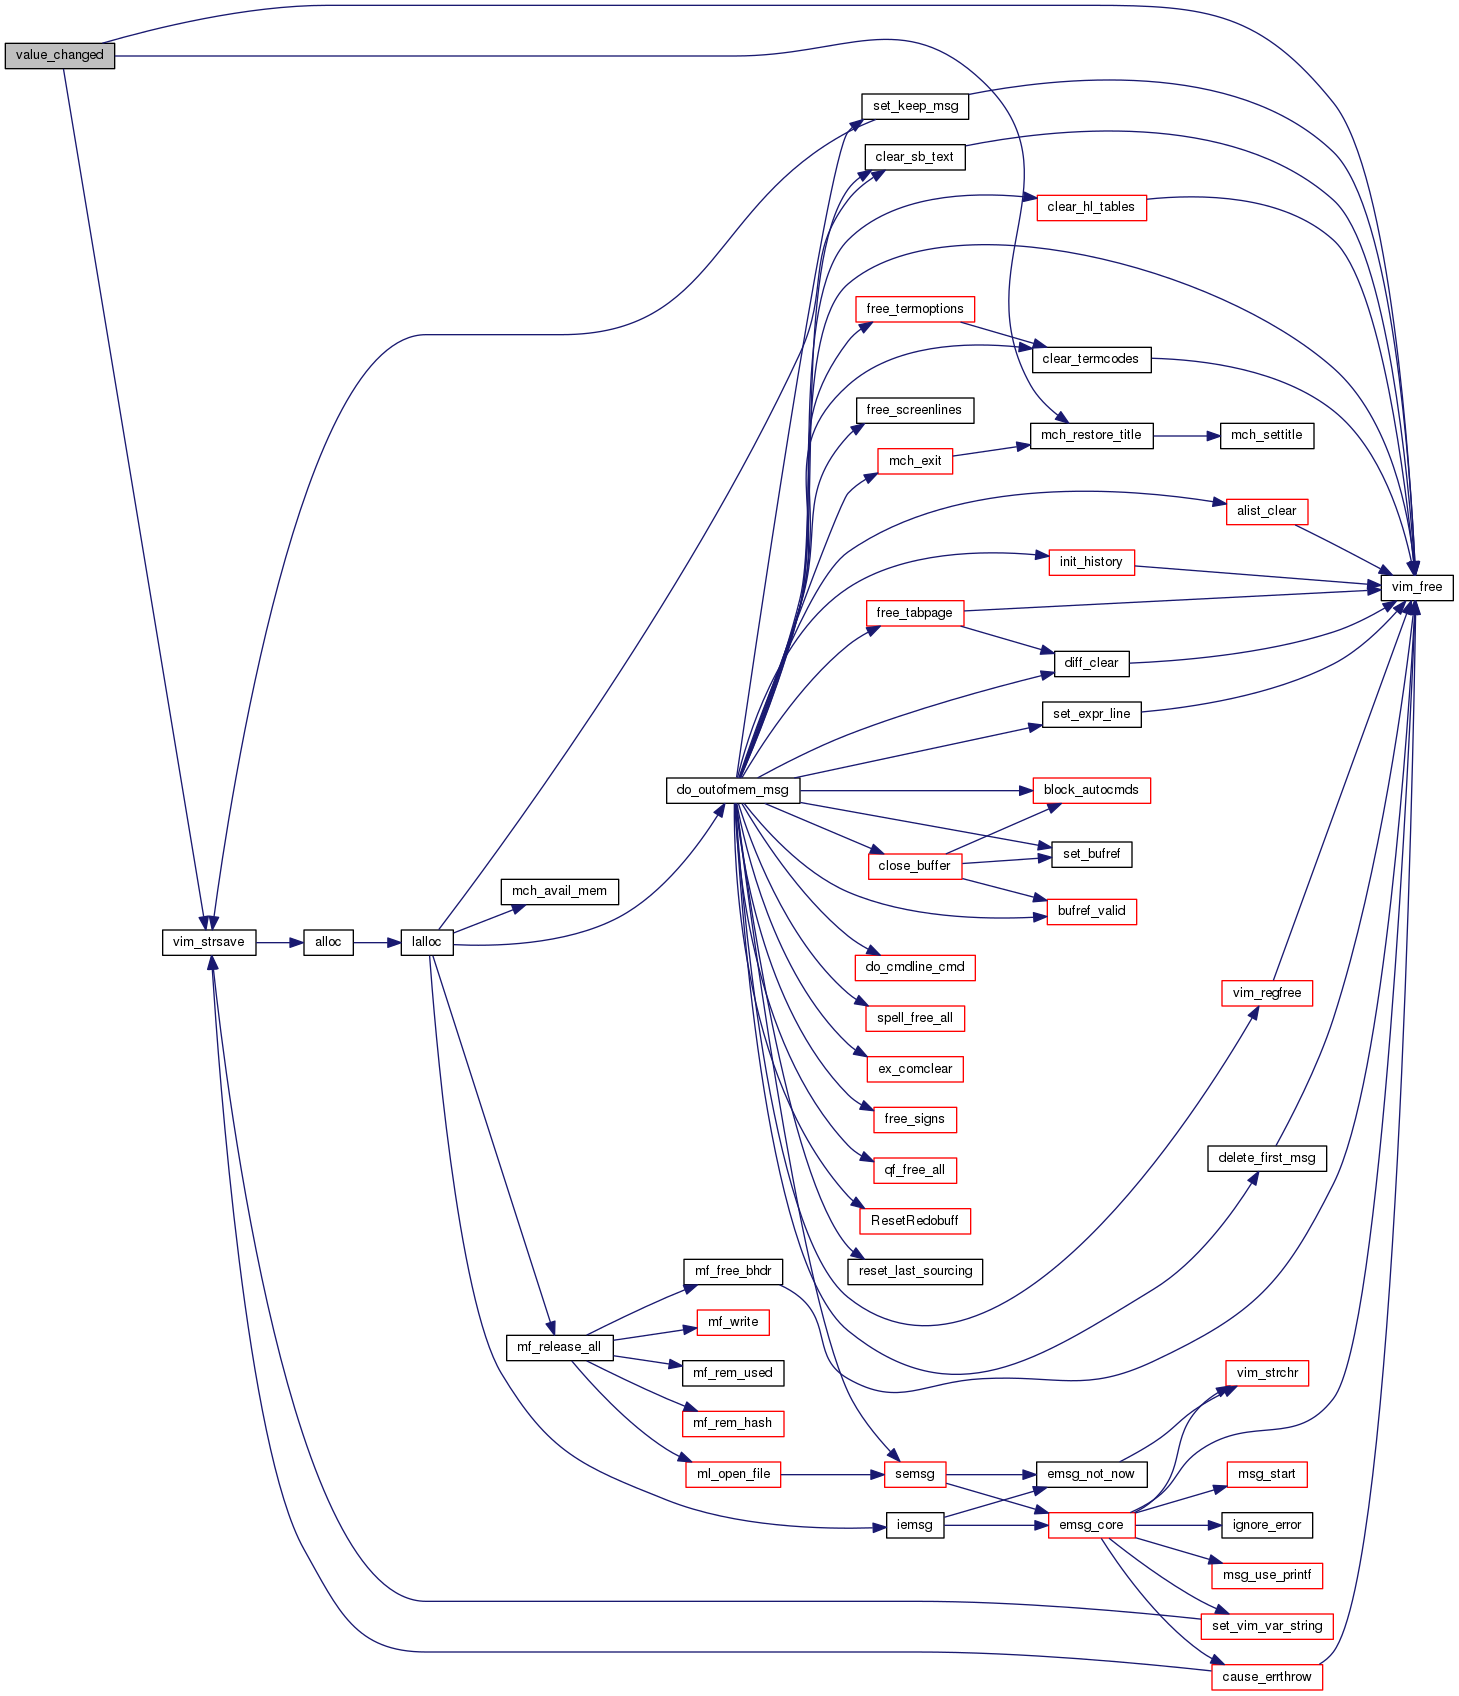 value_changed
set_keep_msg
clear_sb_text
clear_hl_tables
free_termoptions
clear_termcodes
free_screenlines
mch_restore_title
mch_settitle
mch_exit
alist_clear
init_history
vim_free
free_tabpage
diff_clear
set_expr_line
do_outofmem_msg
block_autocmds
set_bufref
close_buffer
mch_avail_mem
bufref_valid
vim_strsave
alloc
lalloc
do_cmdline_cmd
vim_regfree
spell_free_all
ex_comclear
free_signs
delete_first_msg
qf_free_all
ResetRedobuff
mf_free_bhdr
reset_last_sourcing
mf_write
mf_release_all
mf_rem_used
vim_strchr
mf_rem_hash
ml_open_file
semsg
emsg_not_now
msg_start
iemsg
emsg_core
ignore_error
msg_use_printf
set_vim_var_string
cause_errthrow